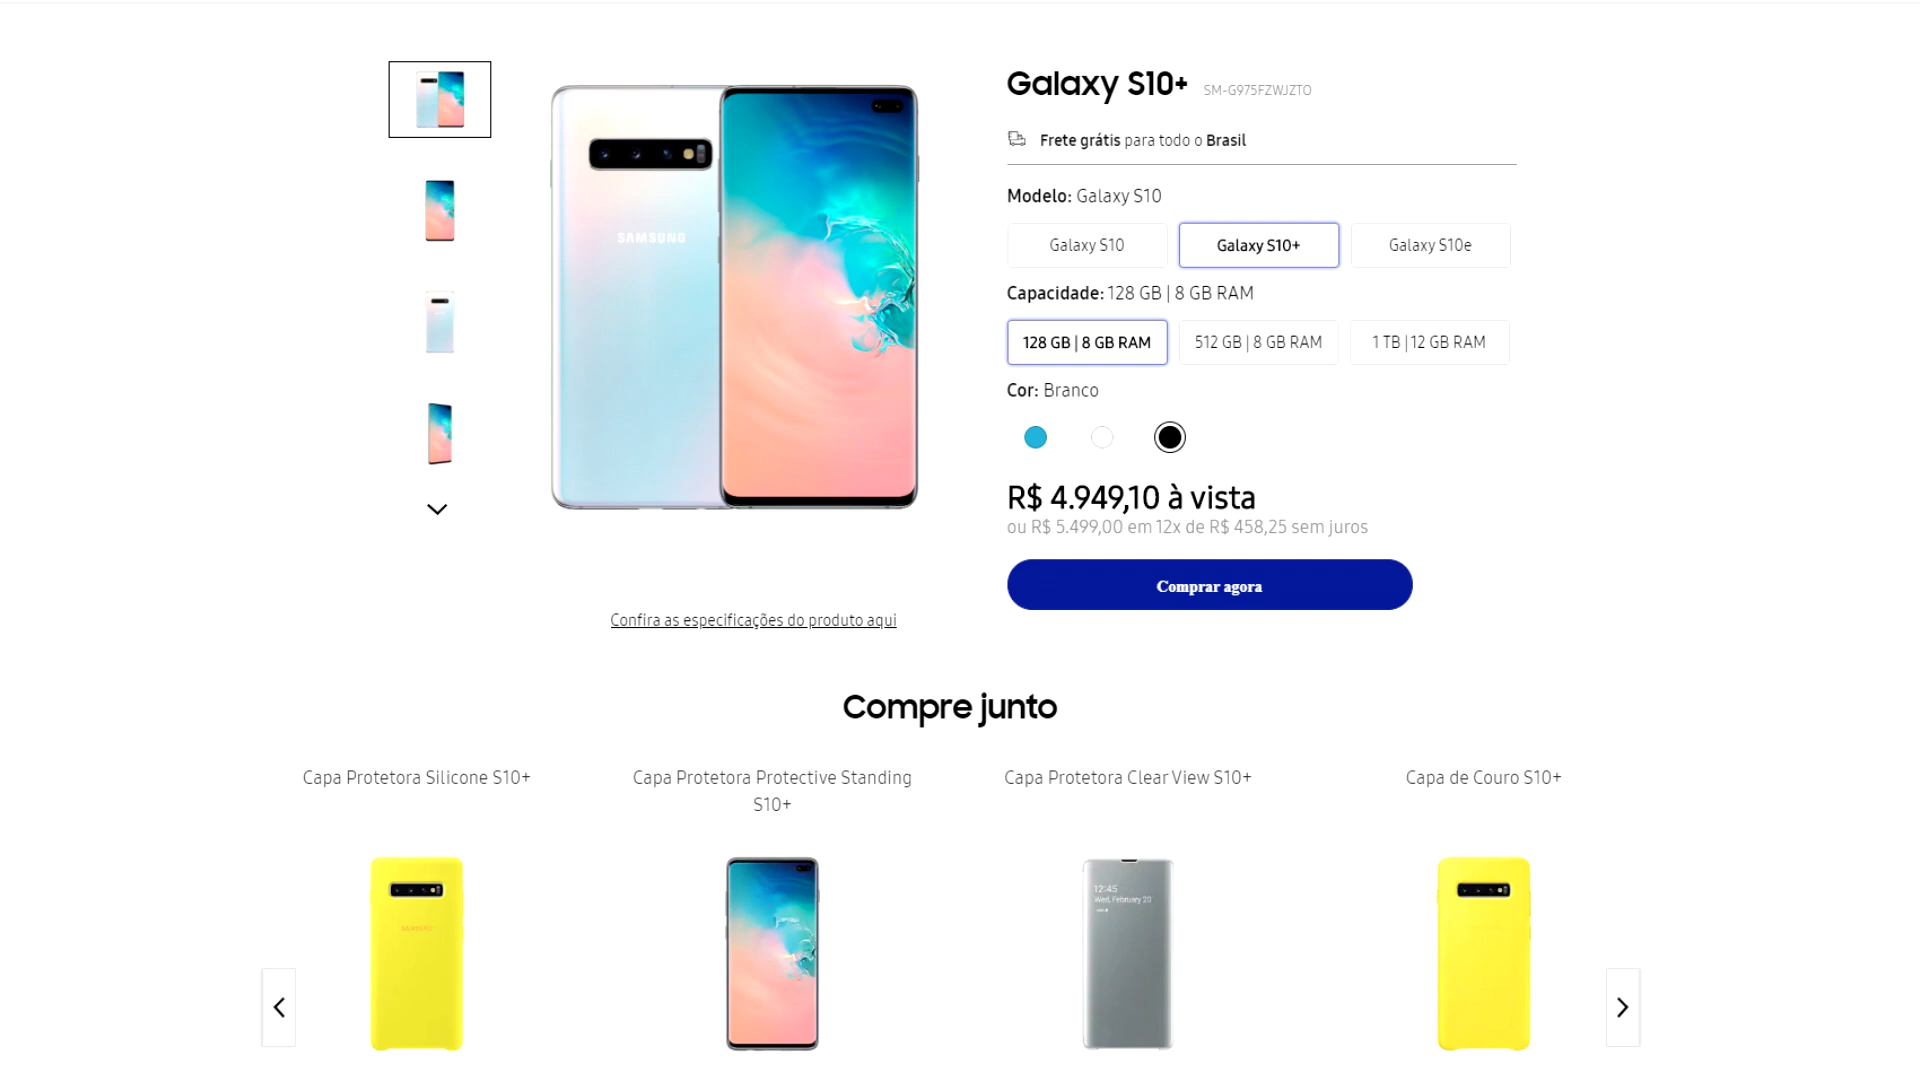 Galaxy S10+ SM-G975FZWJZTO
Frete grátis para todo o Brasil
Modelo: Galaxy S10
Galaxy S10 Galaxy S10+ Galaxy S10e
Capacidade: 128 GB | 8 GB RAM
128 GB | 8 GB RAM 512 GB | 8 GB RAM 1 TB | 12 GB RAM
Cor: Branco
SAMSUNG
R$ 4.949,10 à vista
ou R$ 5.499,00 em 12x de R$ 458,25 sem juros
Comprar agora
Confira as especificações do produto aqui
Compre junto
Capa Protetora Silicone S10+
Capa Protetora Protective Standing
S10+
Capa Protetora Clear View S10+
Capa de Couro S10+
SAMSUNG
12:45
Wed, February 20